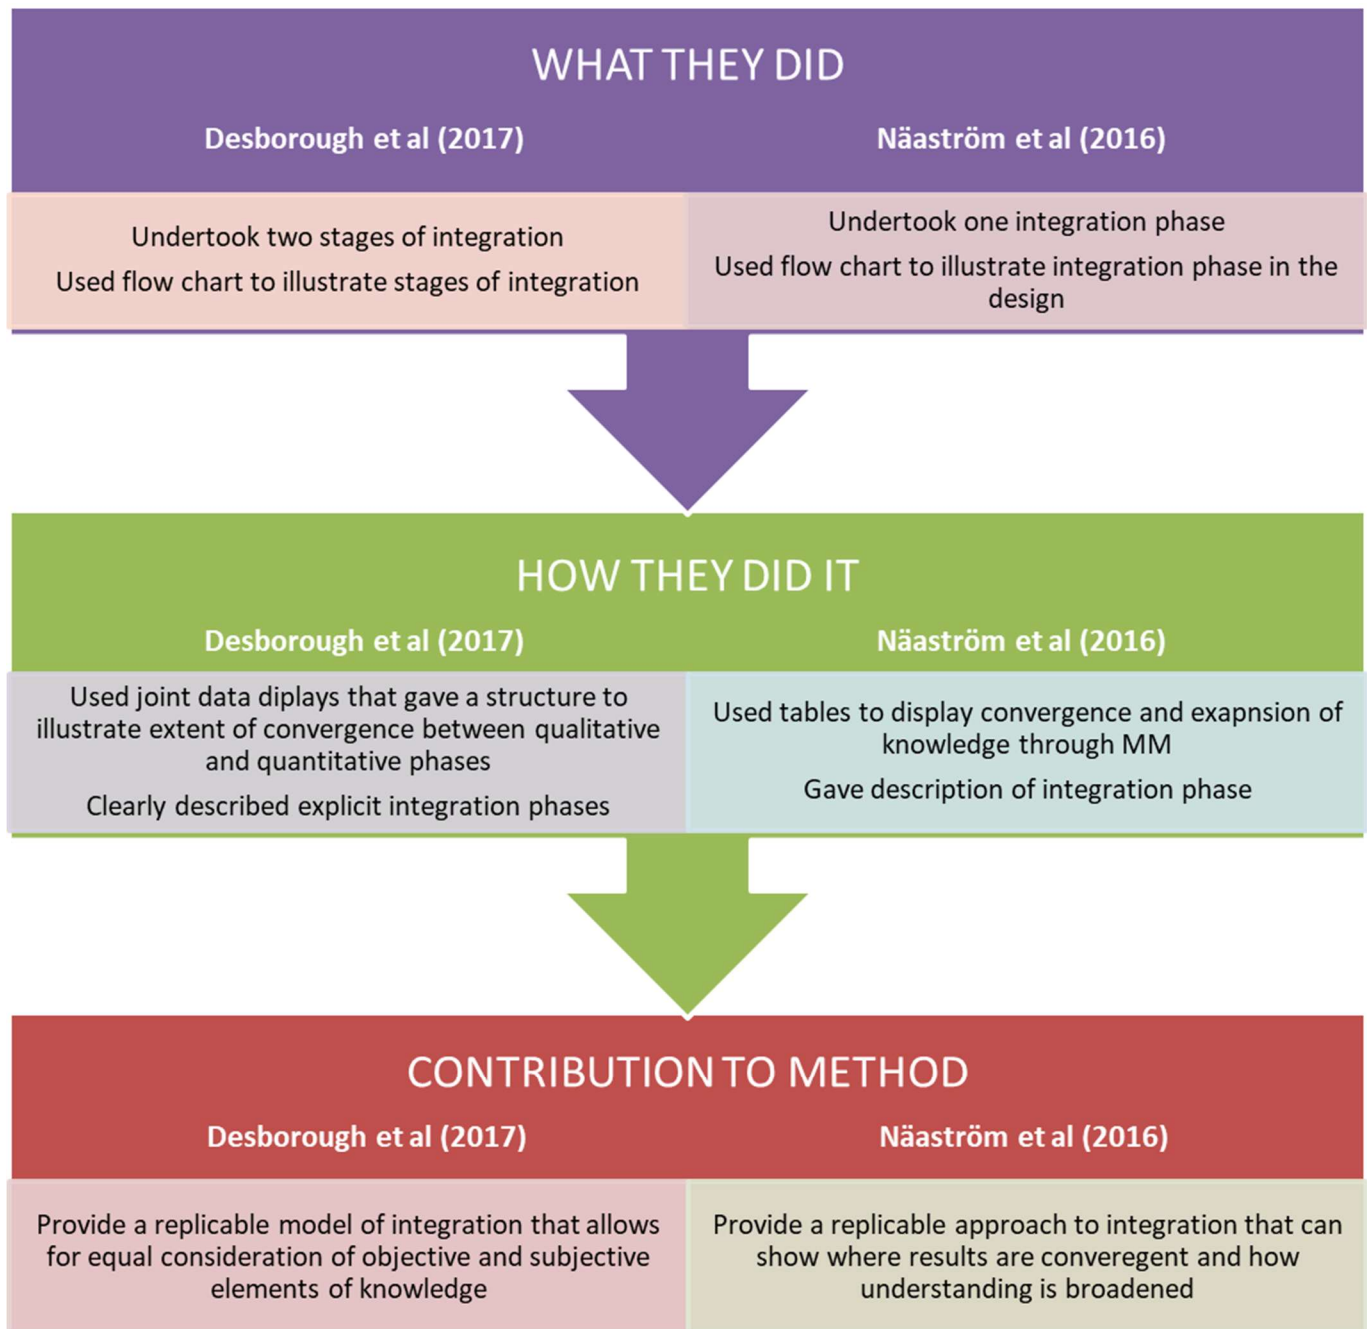 WHAT THEY DID
Desborough et al (2017)
Näaström et al (2016)
Undertook two stages of integration
Used flow chart to illustrate stages of integration
Undertook one integration phase
Used flow chart to illustrate integration phase in the
design
HOW THEY DID IT
Desborough et al (2017)
Näaström et al (2016)
Used joint data diplays that gave a structure to
illustrate extent of convergence between qualitative
and quantitative phases
Clearly described explicit integration phases
Used tables to display convergence and exapnsion of
knowledge through MM
Gave description of integration phase
CONTRIBUTION TO METHOD
Desborough et al (2017)
Näaström et al (2016)
Provide a replicable model of integration that allows
for equal consideration of objective and subjective
elements of knowledge
Provide a replicable approach to integration that can
show where results are converegent and how
understanding is broadened